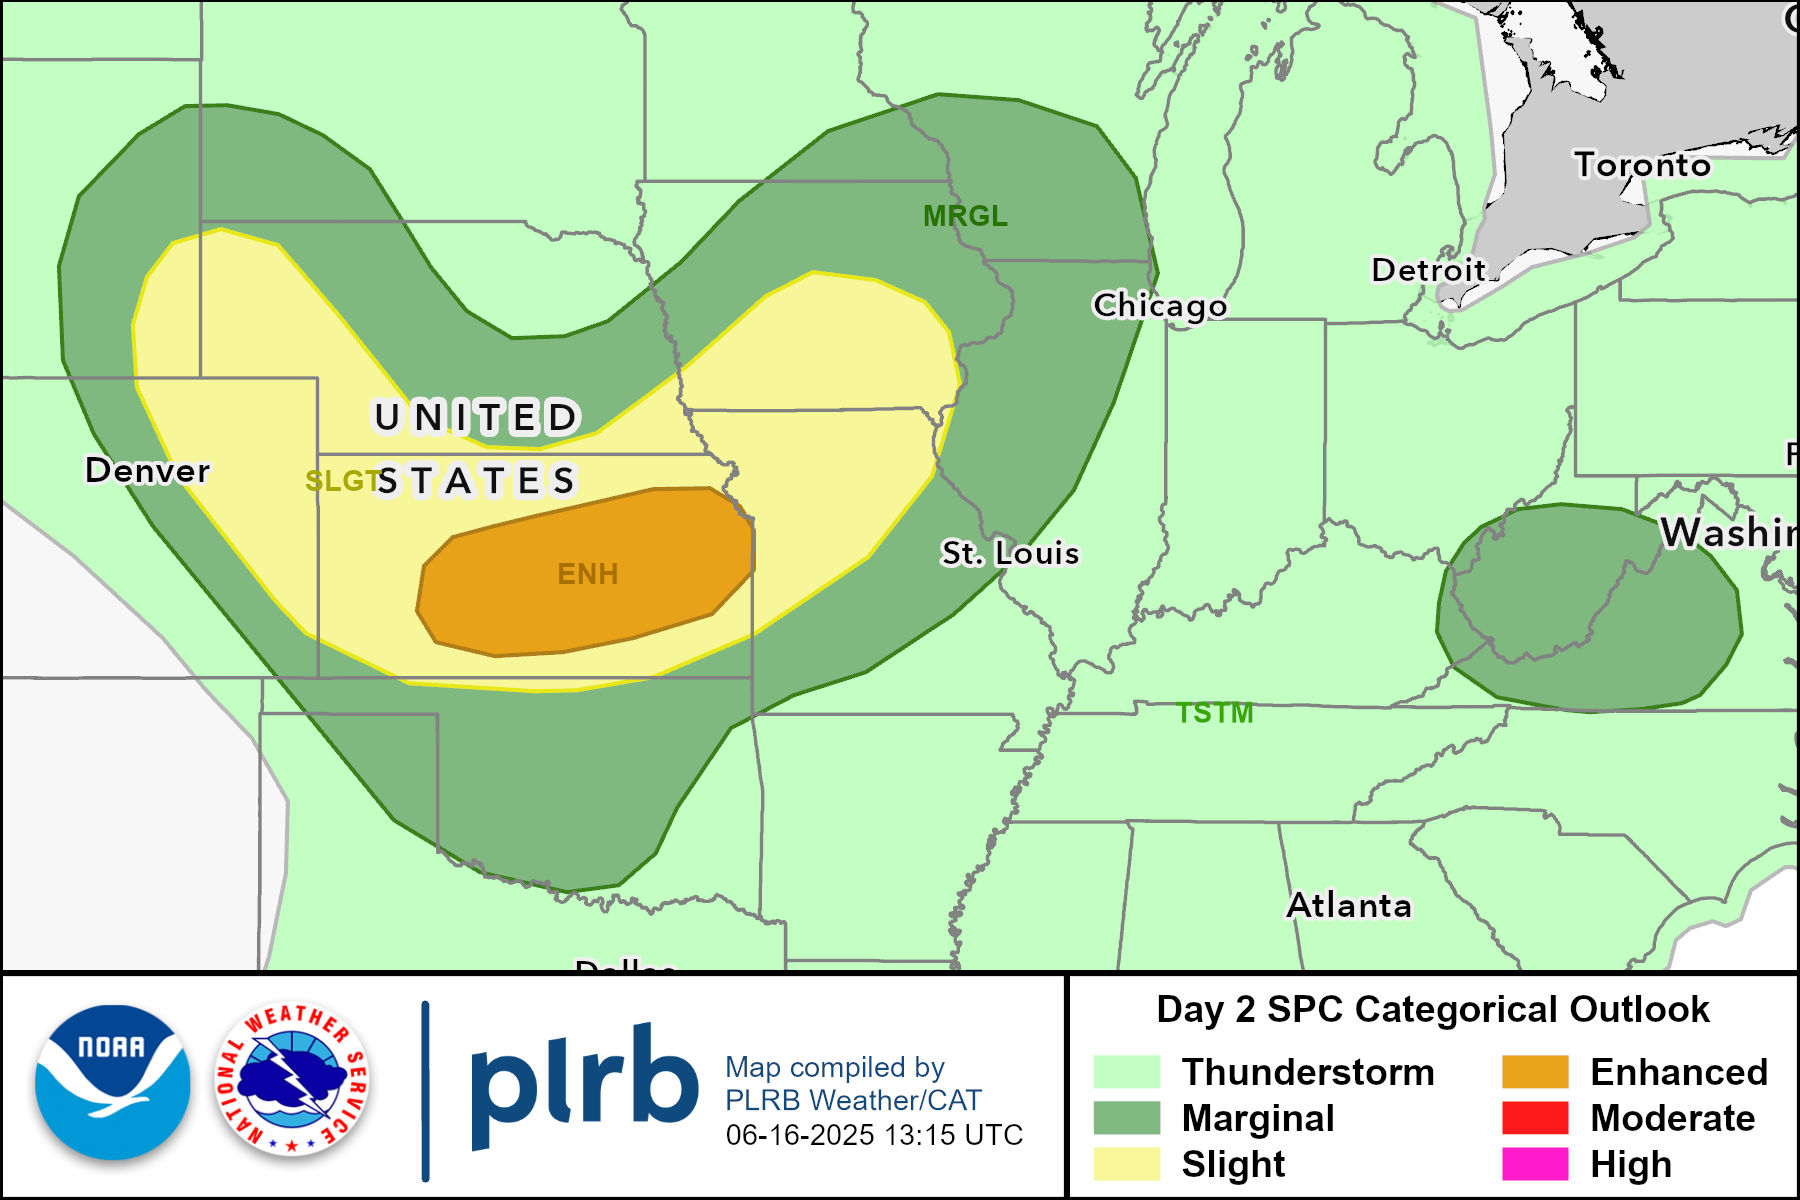 Toronto
MRGL
Detroit
Chicago
UNITED
STATES
Denver
SLGT
Washin
St. Louis
ENH
TSTM
Atlanta
Dallas
NOAA
NATIONAL WEATHER SERVICE
plrb
Map compiled by
PLRB Weather/CAT
06-16-2025 13:15 UTC
Day 2 SPC Categorical Outlook
Thunderstorm
Marginal
Slight
Enhanced
Moderate
High